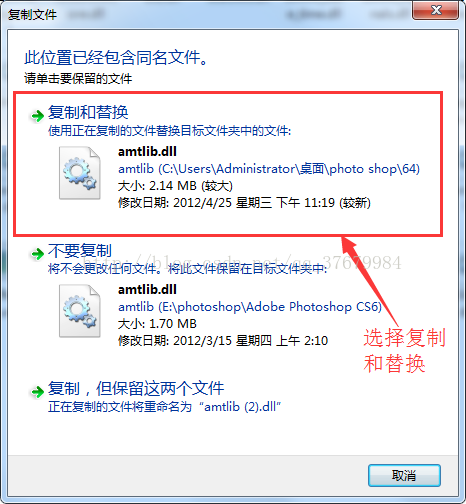 复制文件
此位置已经包含同名文件。
请单击要保留的文件
复制和替换
使用正在复制的文件替换目标文件夹中的文件:
amtlib.dll
amtlib (C:\Users\Administrator\桌面\photo shop\64)
大小: 2.14 MB (较大)
修改日期: 2012/4/25 星期三 下午 11:19 (较新)
不要复制
http://blog.csdn.net/qq_37679984
将不会更改任何文件。将此文件保留在目标文件夹中:
amtlib.dll
amtlib (E:\photoshop\Adobe Photoshop CS6)
大小: 1.70 MB
修改日期: 2012/3/15 星期四 上午 2:10
选择复制
和替换
复制，但保留这两个文件
正在复制的文件将重命名为“amtlib (2).dll”
取消